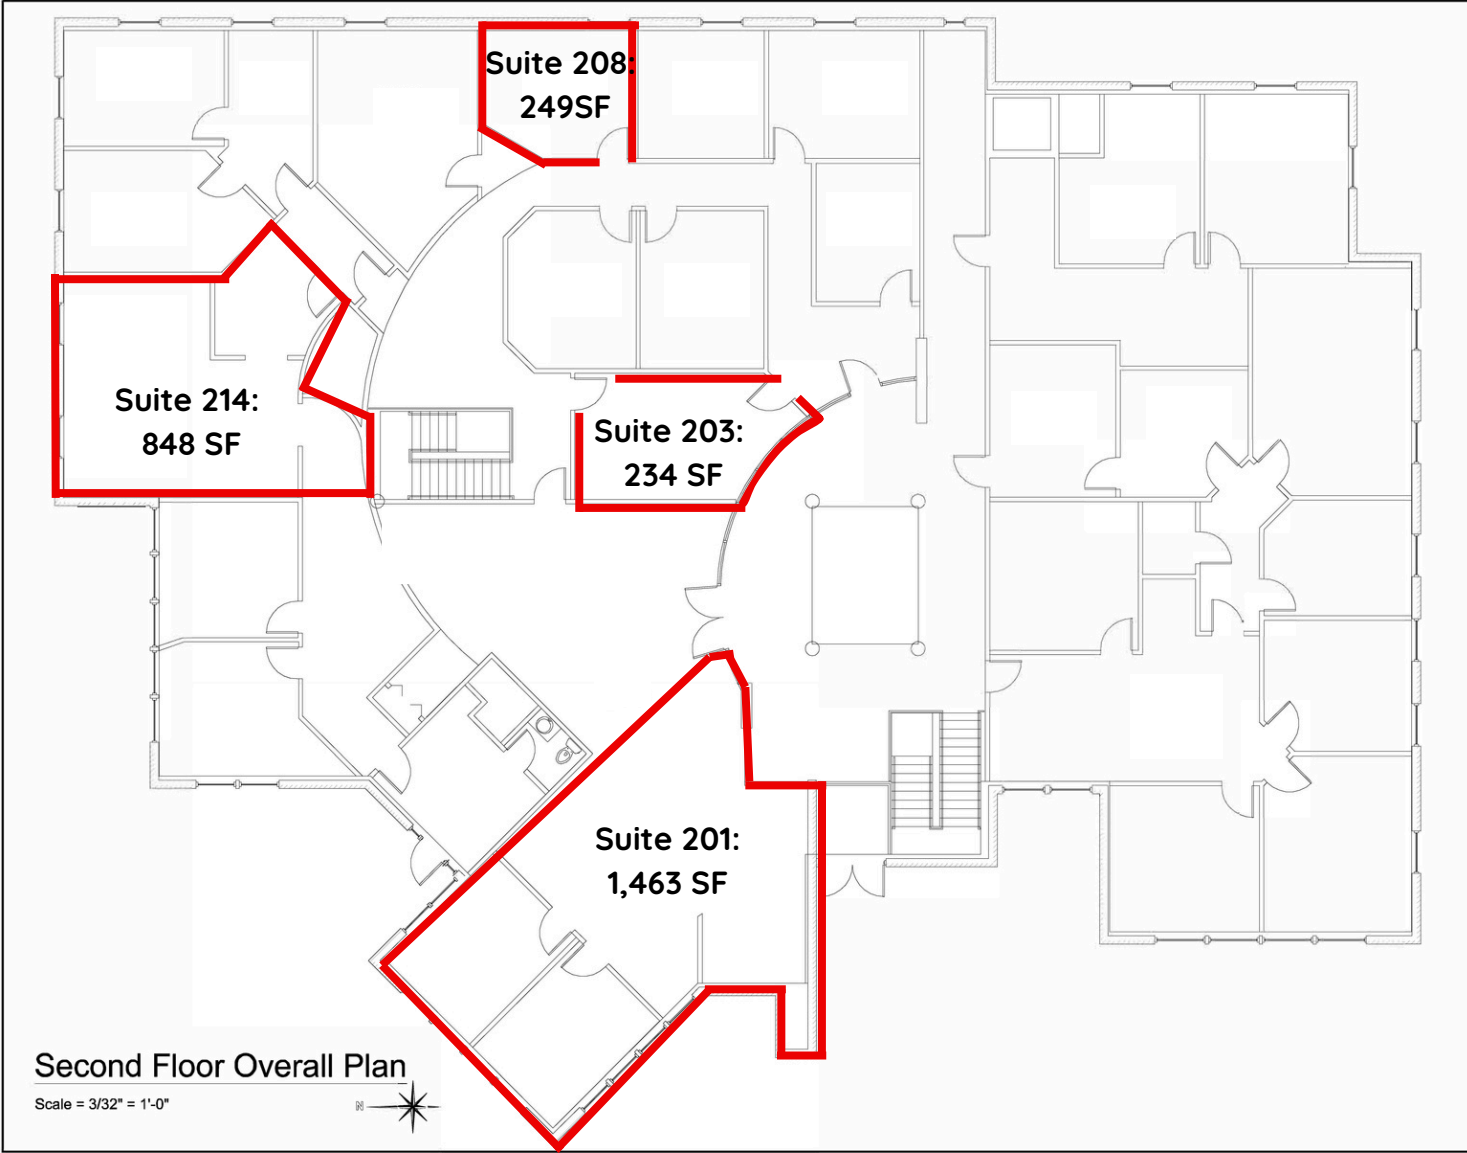 Suite 208:
249SF
Suite 214:
848 SF
Suite 203:
234 SF
Suite 201:
1,463 SF
Second Floor Overall Plan
Scale = 3/32" = 1'-0"
N